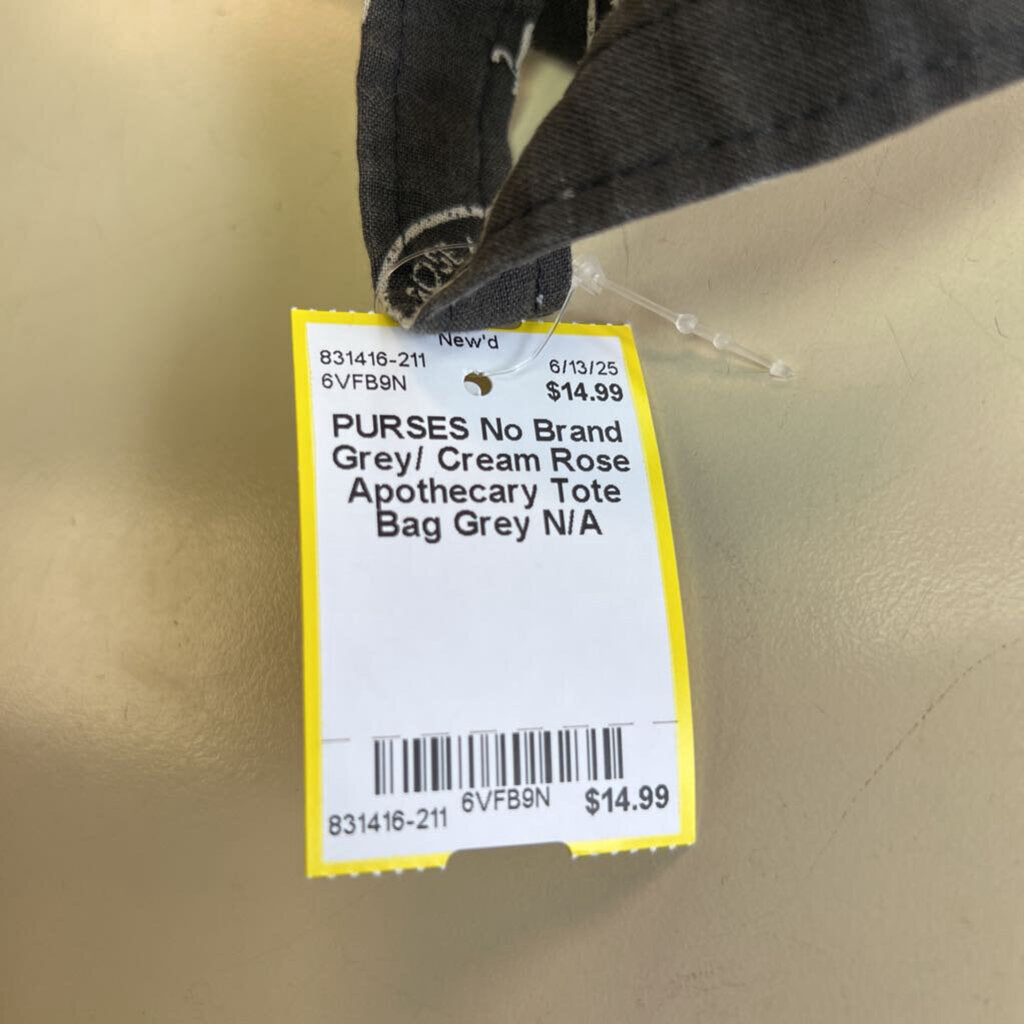 New'd
831416-211 6/13/25
6VFB9N $14.99
PURSES No Brand
Grey/ Cream Rose
Apothecary Tote
Bag Grey N/A
6VFB9N $14.99
831416-211